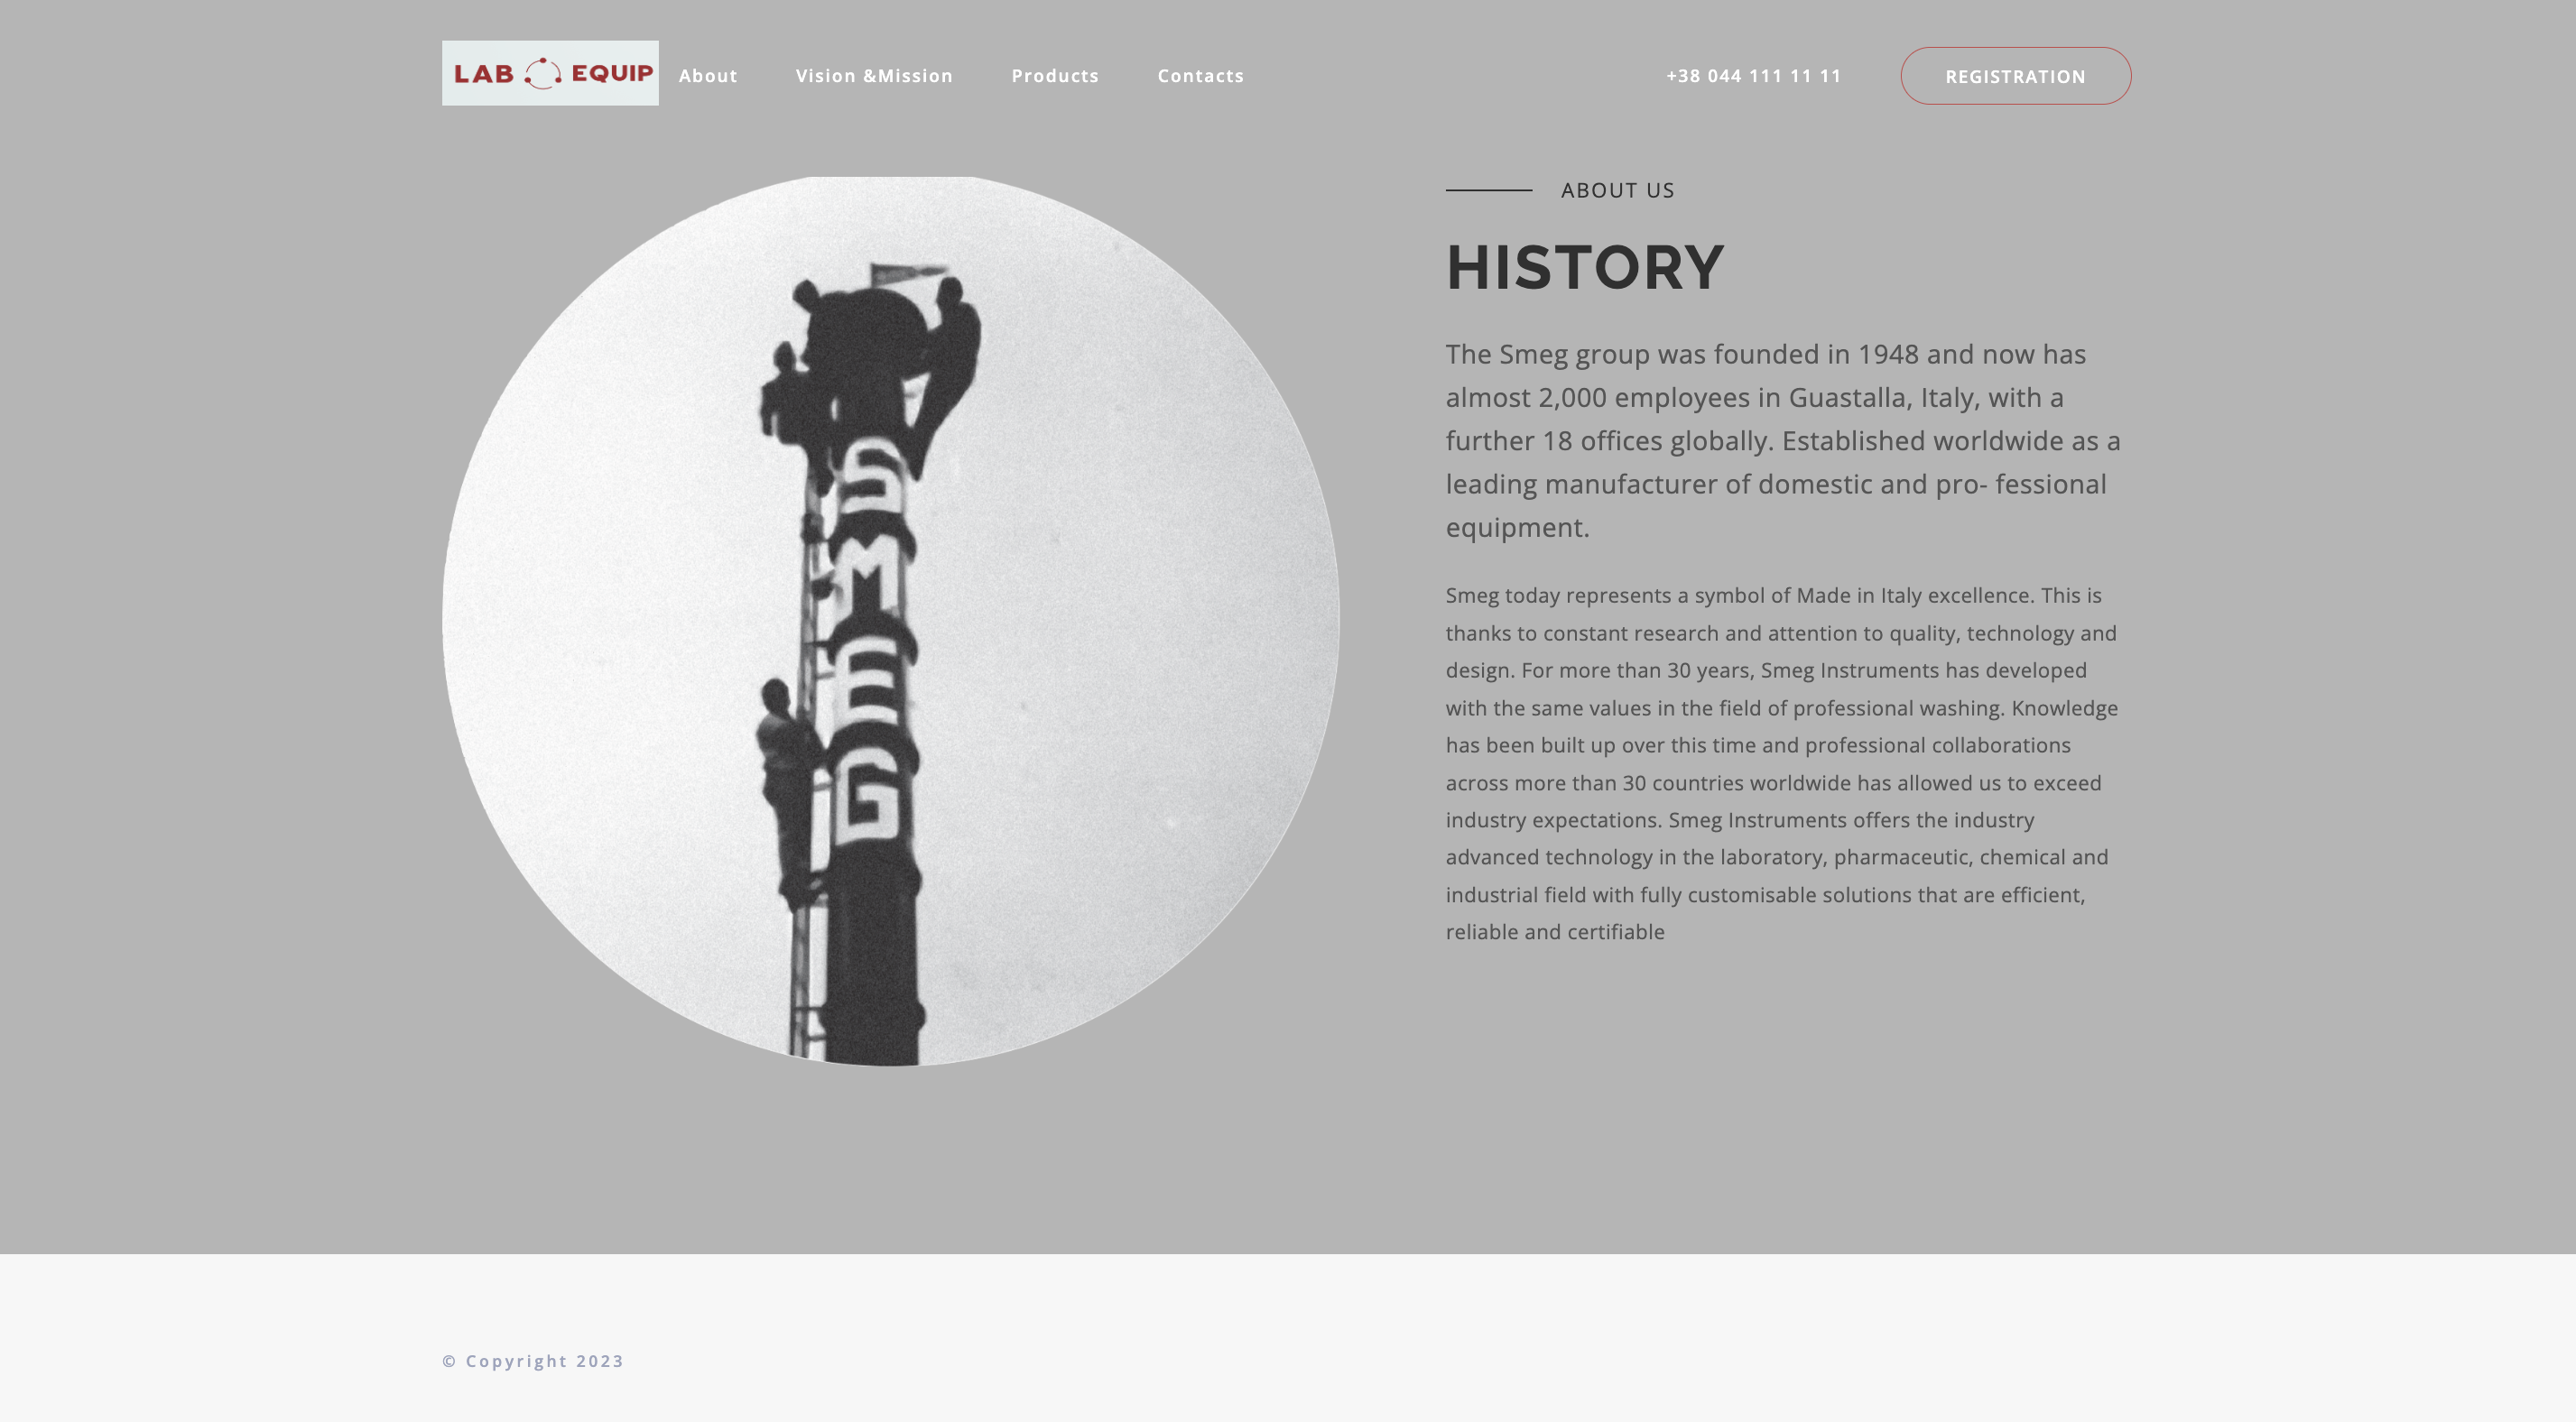 LAB EQUIP
About
Vision &Mission
Products
Contacts
+38 044 111 11 11
REGISTRATION
SMEG
ABOUT US
HISTORY
The Smeg group was founded in 1948 and now has
almost 2,000 employees in Guastalla, Italy, with a
further 18 offices globally. Established worldwide as a
leading manufacturer of domestic and pro- fessional
equipment.
Smeg today represents a symbol of Made in Italy excellence. This is
thanks to constant research and attention to quality, technology and
design. For more than 30 years, Smeg Instruments has developed
with the same values in the field of professional washing. Knowledge
has been built up over this time and professional collaborations
across more than 30 countries worldwide has allowed us to exceed
industry expectations. Smeg Instruments offers the industry
advanced technology in the laboratory, pharmaceutic, chemical and
industrial field with fully customisable solutions that are efficient,
reliable and certifiable
© Copyright 2023